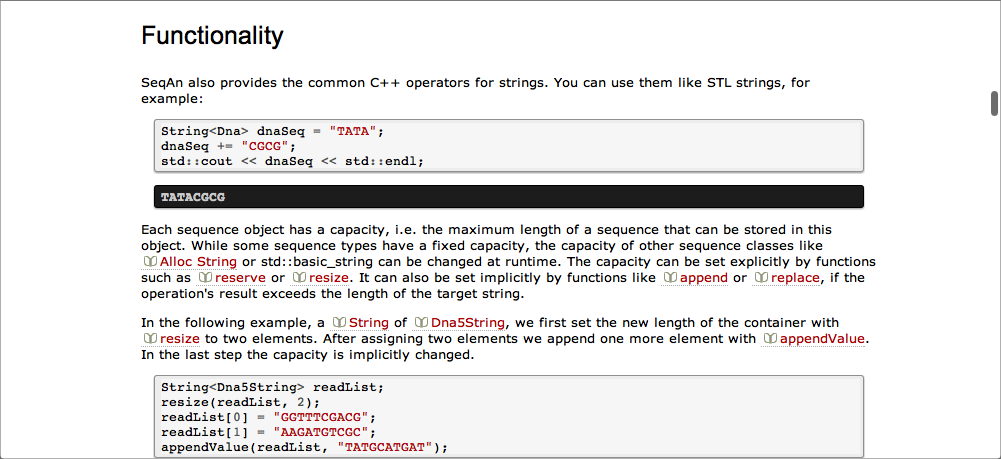 Functionality
SeqAn also provides the common C++ operators for strings. You can use them like STL strings, for
example:
String<Dna> dnaSeq = "TATA";
dnaSeq += "CGCG";
std::cout << dnaSeq << std::endl;
TATACGCG
Each sequence object has a capacity, i.e. the maximum length of a sequence that can be stored in this
object. While some sequence types have a fixed capacity, the capacity of other sequence classes like
Alloc String or std::basic_string can be changed at runtime. The capacity can be set explicitly by functions
such as reserve or resize. It can also be set implicitly by functions like append or replace, if the
operation's result exceeds the length of the target string.
In the following example, a String of Dna5String, we first set the new length of the container with
resize to two elements. After assigning two elements we append one more element with appendValue.
In the last step the capacity is implicitly changed.
String<Dna5String> readList;
resize(readList, 2);
readList[0] = "GGTTTCGACG";
readList[1] = "AAGATGTCGC";
appendValue(readList, "TATGCATGAT");